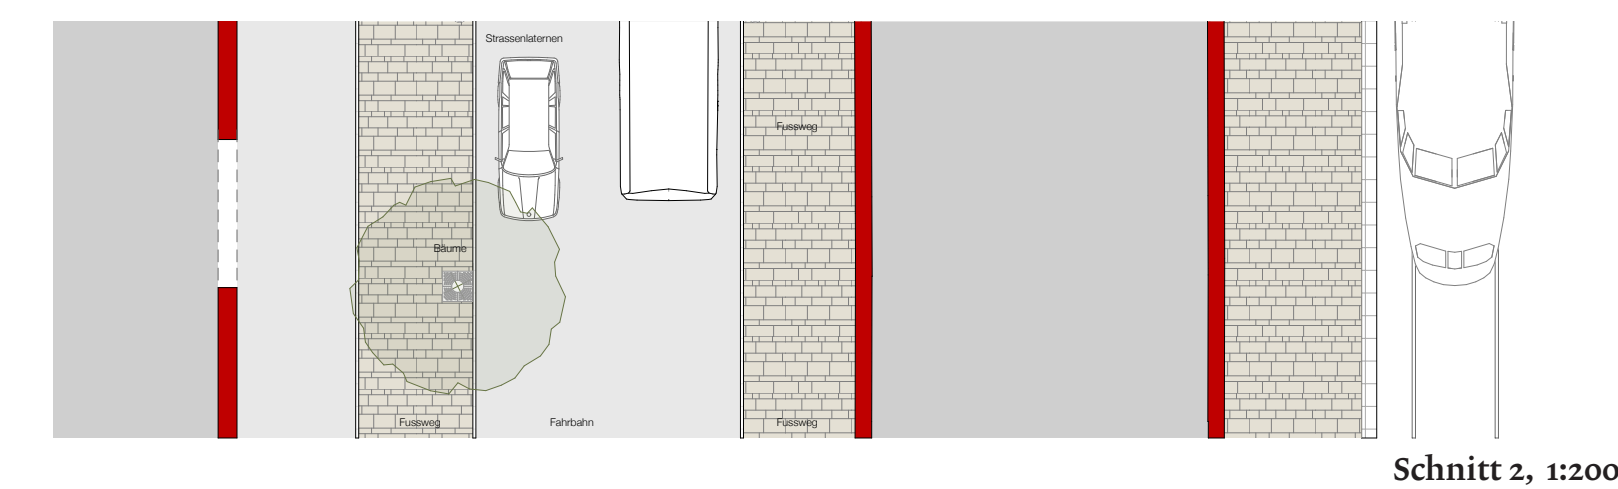 Strassenlaternen
Fussweg
Bäume
Fussweg
Fahrbahn
Fussweg
Schnitt 2, 1:200